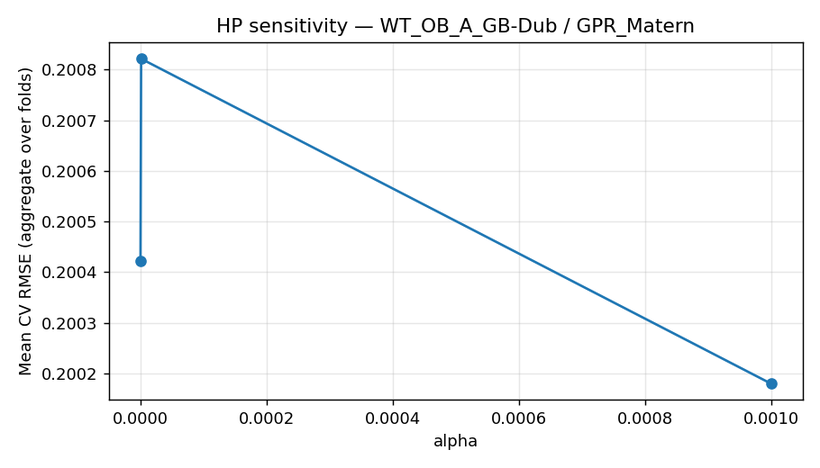 HP sensitivity — WT_OB_A_GB-Dub / GPR_Matern
Mean CV RMSE (aggregate over folds)
0.2008
0.2007
0.2006
0.2005
0.2004
0.2003
0.2002
0.0000 0.0002 0.0004 0.0006 0.0008 0.0010
alpha